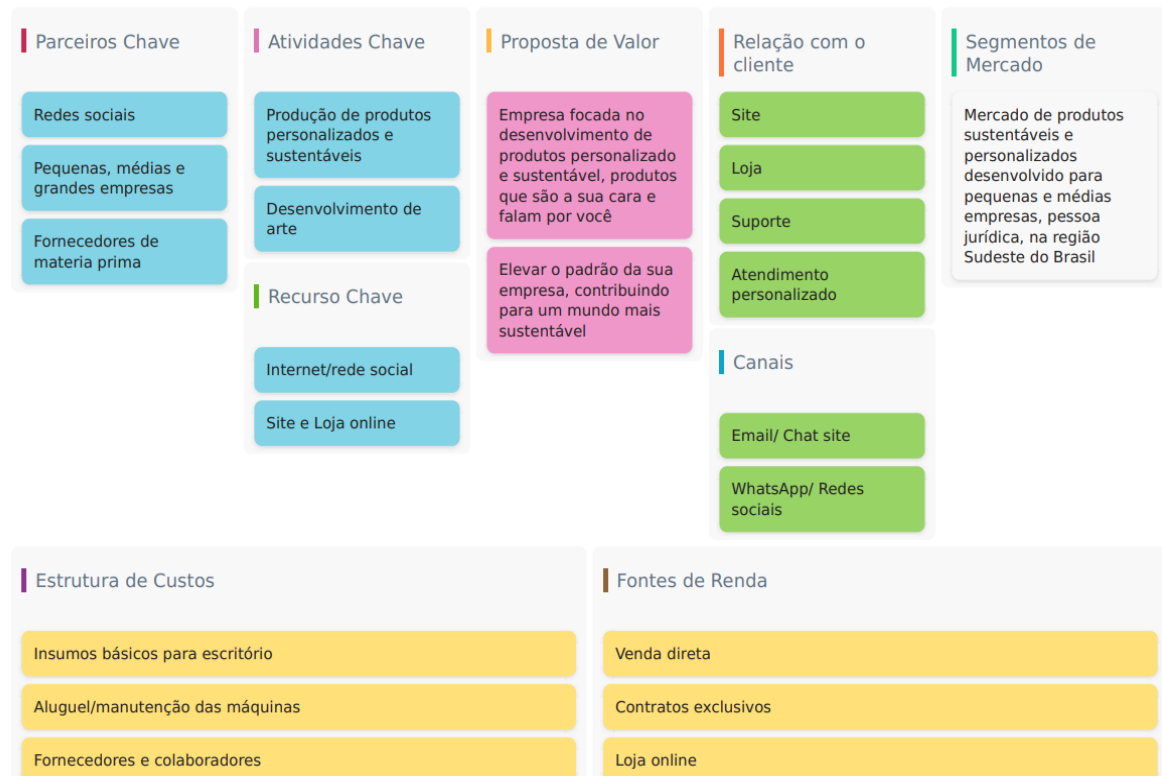 Parceiros Chave
Redes sociais
Pequenas, médias e
grandes empresas
Fornecedores de
materia prima
Atividades Chave
Produção de produtos
personalizados e
sustentáveis
Desenvolvimento de
arte
Recurso Chave
Internet/rede social
Site e Loja online
Proposta de Valor
Empresa focada no
desenvolvimento de
produtos personalizado
e sustentável, produtos
que são a sua cara e
falam por você
Elevar o padrão da sua
empresa, contribuindo
para um mundo mais
sustentável
Relação com o
cliente
Site
Loja
Suporte
Atendimento
personalizado
Canais
Email/ Chat site
WhatsApp/ Redes
sociais
Segmentos de
Mercado
Mercado de produtos
sustentáveis e
personalizados
desenvolvido para
pequenas e médias
empresas, pessoa
jurídica, na região
Sudeste do Brasil
Estrutura de Custos
Insumos básicos para escritório
Aluguel/manutenção das máquinas
Fornecedores e colaboradores
Fontes de Renda
Venda direta
Contratos exclusivos
Loja online